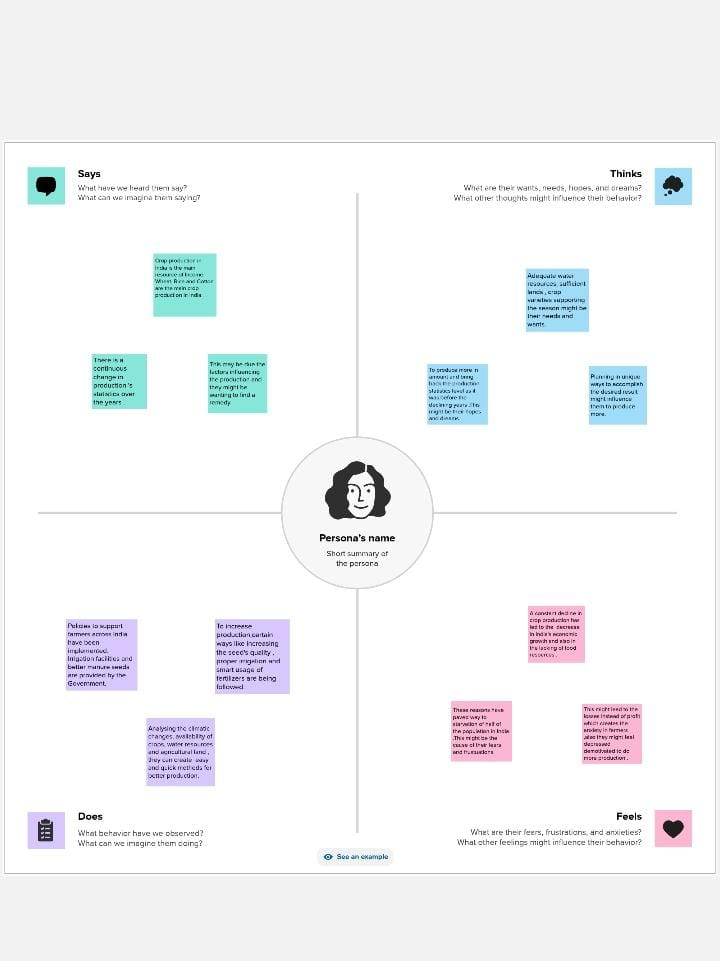 Says
What have we heard them say?
What can we imagine them saying?
Crop production in
India is the main
resource of Income
Wheat, Rice and Cotton
are the main crop
production in India.
There is a
continuous
change in
production's
statistics over
the years
This may be due the
factors influencing
the production and
they might be
wanting to find a
remedy.
Thinks
What are their wants, needs, hopes, and dreams?
What other thoughts might influence their behavior?
Adequate water
resources, sufficient
lands , crop
varieties supporting
the season might be
their needs and
wants.
To produce more in
amount and bring
back the production
statistics level as it
was before the
declining years .This
might be their hopes
and dreams.
Planning in unique
ways to accomplish
the desired result
might influence
them to produce
more.
Persona's name
Short summary of
the persona
Policies to support
farmers across India
have been
implemented.
Irrigation facilities and
better manure seeds
are provided by the
Government.
To increase
production,certain
ways like increasing
the seed's quality ,
proper irrigation and
smart usage of
fertilizers are being
followed.
Analysing the climatic
changes, availability of
crops, water resources
and agricultural land ,
they can create easy
and quick methods for
better production.
Does
What behavior have we observed?
What can we imagine them doing?
A constant decline in
crop production has
led to the decrease
in India's economic
growth and also in
the lacking of food
resources .
These reasons have
paved way to
starvation of half of
the population in India
.This might be the
cause of their fears
and frustuations
This might lead to the
losses instead of profit
which creates the
anxiety in farmers
,also they might feel
depressed
demotivated to do
more production .
Feels
What are their fears, frustrations, and anxieties?
What other feelings might influence their behavior?
See an example